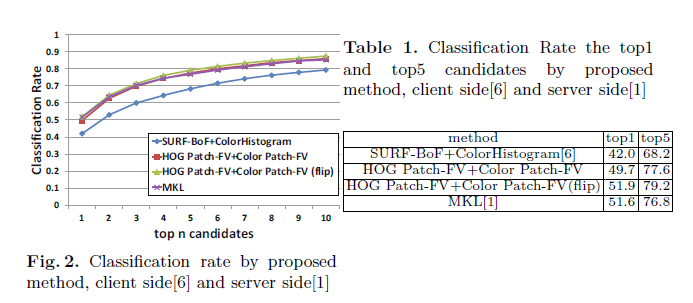 1
0.9
0.8
0.7
0.6
0.5
0.4
0.3
0.2
0.1
0
Classification Rate
SURF-BoF+ColorHistogram
HOG Patch-FV+Color Patch-FV
HOG Patch-FV+Color Patch-FV (flip)
MKL
1 2 3 4 5 6 7 8 9 10
top n candidates
Fig. 2. Classification rate by proposed
method, client side[6] and server side[1]
Table 1. Classification Rate the top1
and top5 candidates by proposed
method, client side[6] and server side[1]
method top1 top5
SURF-BoF+ColorHistogram[6] 42.0 68.2
HOG Patch-FV+Color Patch-FV 49.7 77.6
HOG Patch-FV+Color Patch-FV(flip) 51.9 79.2
MKL[1] 51.6 76.8